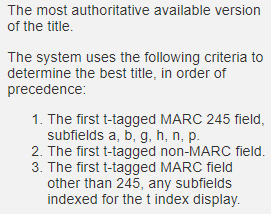 The most authoritative available version
of the title.
The system uses the following criteria to
determine the best title, in order of
precedence:
1. The first t-tagged MARC 245 field,
subfields a, b, g, h, n, p.
2. The first t-tagged non-MARC field.
3. The first t-tagged MARC field
other than 245, any subfields
indexed for the t index display.